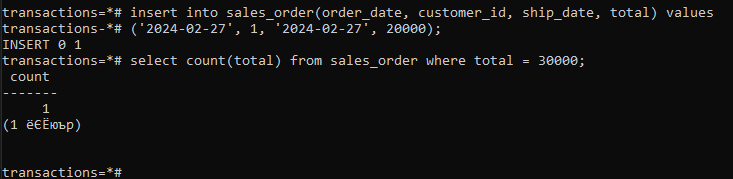 transactions=*# insert into sales_order(order_date, customer_id, ship_date, total) values
transactions-*# ('2024-02-27', 1, '2024-02-27', 20000);
INSERT 0 1
transactions=*# select count(total) from sales_order where total = 30000;
count
-------
1
(1 ёЄЁюър)
transactions=*#